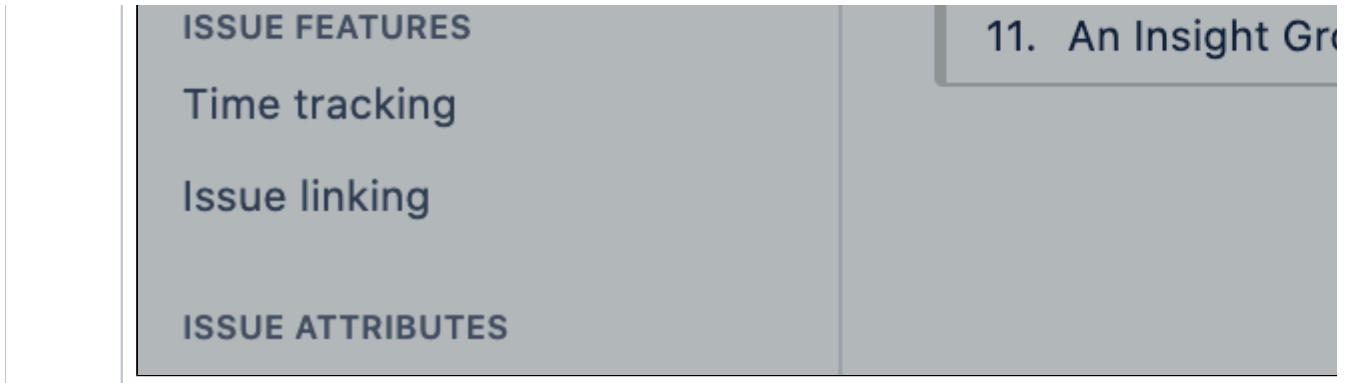 ISSUE FEATURES
Time tracking
Issue linking
ISSUE ATTRIBUTES
11. An Insight